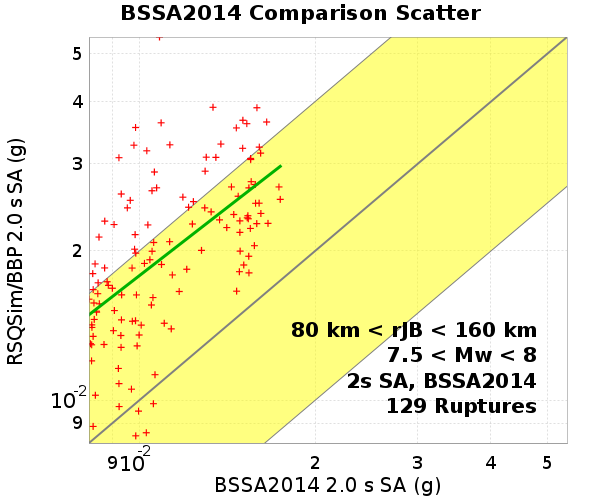 BSSA2014 Comparison Scatter
RSQSim/BBP 2.0 s SA (g)
5
4
3
2
10-2
9
80 km < rJB < 160 km
7.5 < Mw < 8
2s SA, BSSA2014
129 Ruptures
9 10-2 2 3 4 5
BSSA2014 2.0 s SA (g)